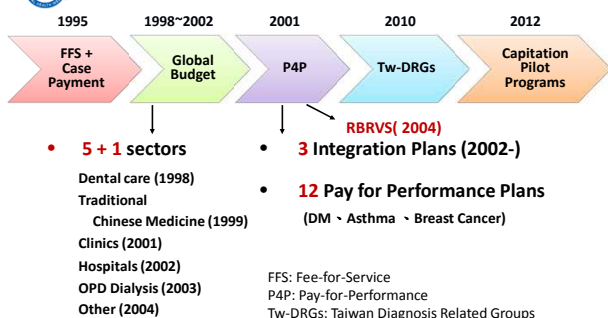 1995
1998~2002
2001
2010
2012
FFS +
Case
Payment
Global
Budget
P4P
Tw-DRGs
Capitation
Pilot
Programs
RBRVS( 2004)
• 5 + 1 sectors
Dental care (1998)
Traditional
Chinese Medicine (1999)
Clinics (2001)
Hospitals (2002)
OPD Dialysis (2003)
Other (2004)
• 3 Integration Plans (2002-)
• 12 Pay for Performance Plans
(DM、Asthma、Breast Cancer)
FFS: Fee-for-Service
P4P: Pay-for-Performance
Tw-DRGs: Taiwan Diagnosis Related Groups